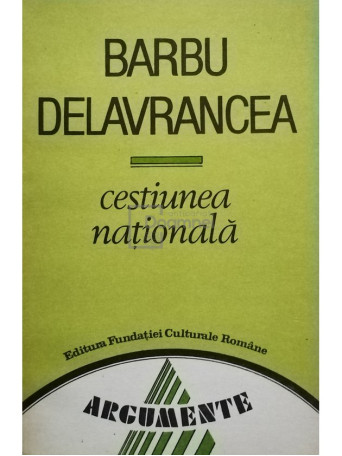 BARBU
DELAVRANCEA
cestiunea
națională
Editura Fundației Culturale Române
ARGUMENTE